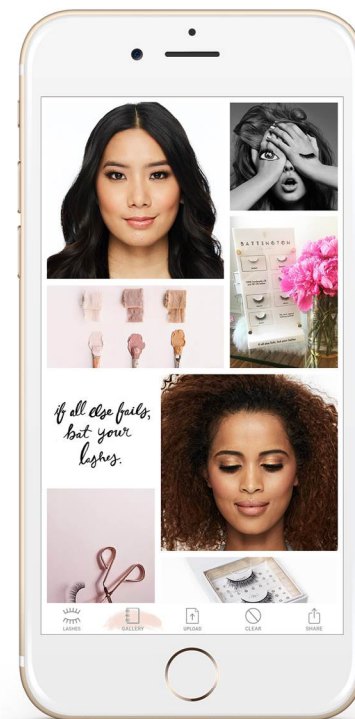 BATTINGTON
if all else fails,
bat your
lashes.
LASHES
GALLERY
UPLOAD
CLEAR
SHARE